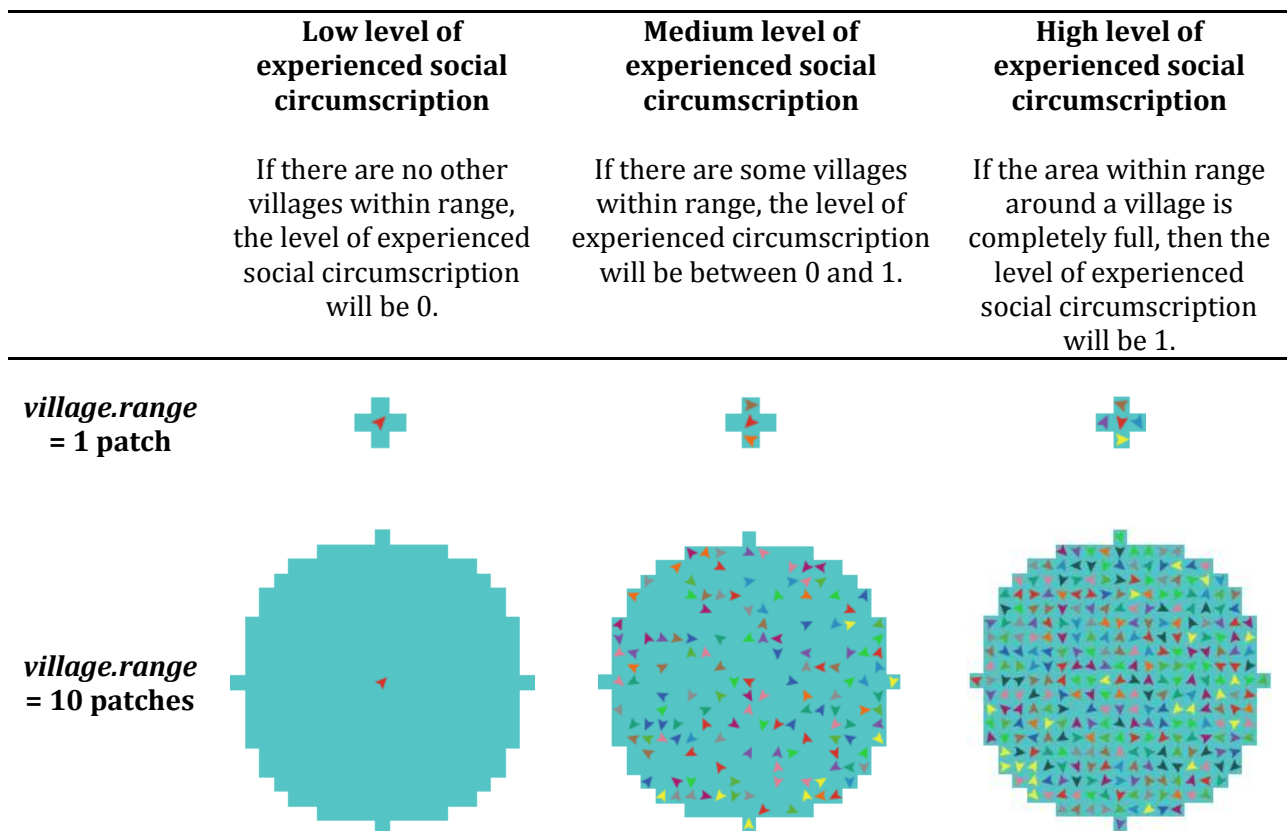 Low level of
experienced social
circumscription
If there are no other
villages within range,
the level of experienced
social circumscription
will be 0.
Medium level of
experienced social
circumscription
If there are some villages
within range, the level of
experienced circumscription
will be between 0 and 1.
High level of
experienced social
circumscription
If the area within range
around a village is
completely full, then the
level of experienced
social circumscription
will be 1.
village.range
= 1 patch
village.range
= 10 patches